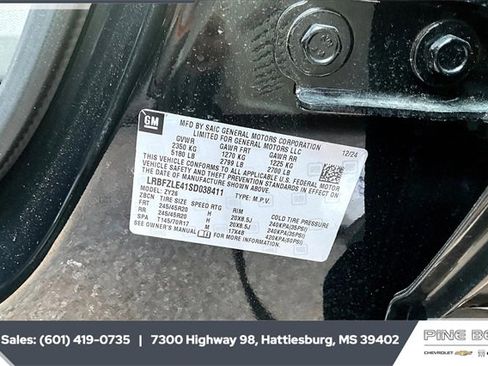 GM
MFD BY SAIC GENERAL MOTORS CORPORATION
LIMITED FOR GENERAL MOTORS LLC
12/24
GVWR GAWR FRT GAWR RR
2350 KG 1270 KG 1225 KG
5180 LB 2799 LB 2700 LB
THIS VEHICLE CONFORMS TO ALL APPLICABLE U.S. FEDERAL
MOTOR VEHICLE SAFETY AND THEFT PREVENTION STANDARDS IN EFFECT ON
THE DATE OF MANUFACTURE SHOWN ABOVE.
LRBFZLE41SD038411
TYPE: M.P.V.
ZBCN: ZY26
TIRE SIZE SPEED RTG RIM COLD TIRE PRESSURE
FRT 245/45R20 H 20X8.5J 240KPA(35PSI)
RR 245/45R20 H 20X8.5J 240KPA(35PSI)
SPA T145/70R17 M 17X4B 420KPA(60PSI)
SEE OWNER'S MANUAL FOR MORE INFORMATION.
Sales: (601) 419-0735 | 7300 Highway 98, Hattiesburg, MS 39402
PINE
CHEVROLET